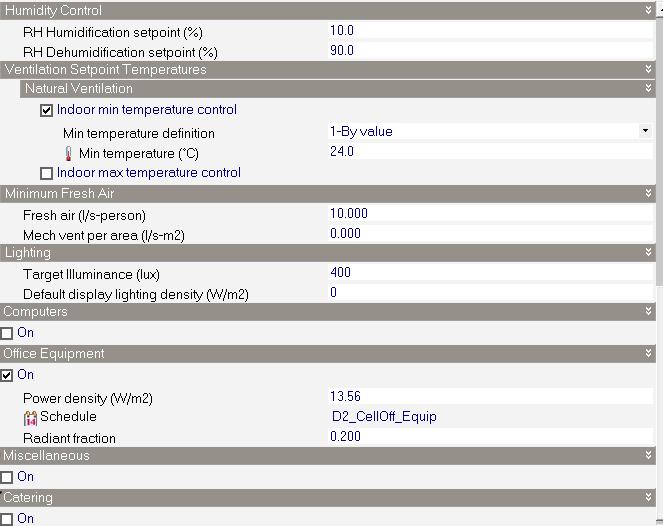 Humidity Control
RH Humidification setpoint (%) 10.0
RH Dehumidification setpoint (%) 90.0
Ventilation Setpoint Temperatures
Natural Ventilation
Indoor min temperature control
Min temperature definition 1-By value
Min temperature (°C) 24.0
Indoor max temperature control
Minimum Fresh Air
Fresh air (l/s-person) 10.000
Mech vent per area (l/s-m2) 0.000
Lighting
Target Illuminance (lux) 400
Default display lighting density (W/m2) 0
Computers
On
Office Equipment
On
Power density (W/m2) 13.56
14 Schedule D2_CellOff_Equip
Radiant fraction 0.200
Miscellaneous
On
Catering
On